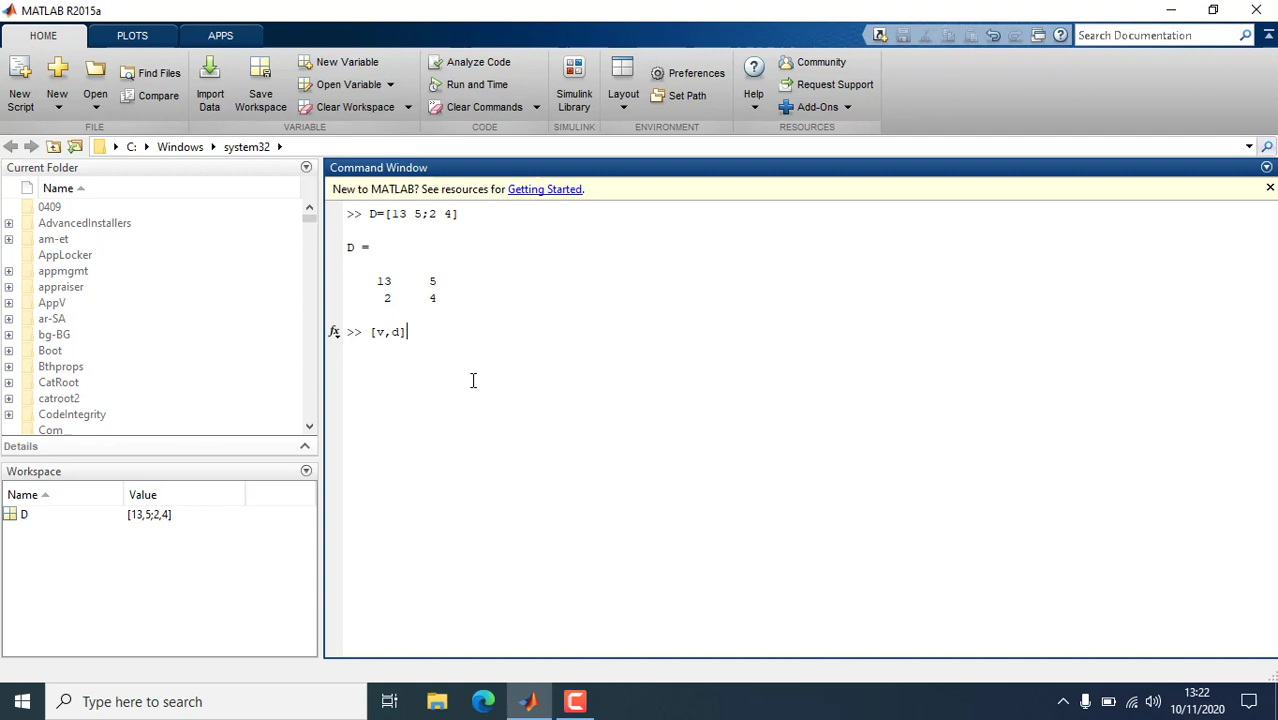 MATLAB R2015a
HOME PLOTS APPS
Search Documentation
New Script
New
Open
Find Files
Compare
FILE
Import Data
Save Workspace
New Variable
Open Variable
Clear Workspace
VARIABLE
Analyze Code
Run and Time
Clear Commands
CODE
Simulink Library
SIMULINK
Layout
Preferences
Set Path
ENVIRONMENT
Help
Community
Request Support
Add-Ons
RESOURCES
C: Windows system32
Current Folder
Name
0409
AdvancedInstallers
am-et
AppLocker
appmgmt
appraiser
AppV
ar-SA
bg-BG
Boot
Bthprops
CatRoot
catroot2
CodeIntegrity
Com
Details
Workspace
Name Value
D [13,5;2,4]
Command Window
New to MATLAB? See resources for Getting Started.
>> D=[13 5;2 4]
D =
13 5
2 4
fx >> [v,d]
Type here to search
13:22
10/11/2020